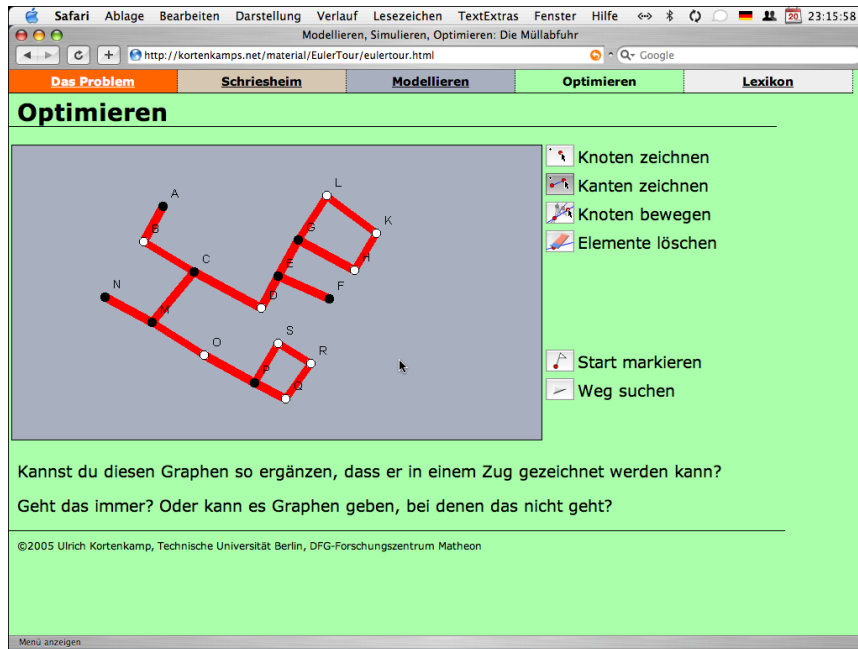 Safari Ablage Bearbeiten Darstellung Verlauf Lesezeichen TextExtras Fenster Hilfe 20 23:15:58
Modellieren, Simulieren, Optimieren: Die Müllabfuhr
http://kortenkamps.net/material/EulerTour/eulertour.html Q Google
Das Problem Schriesheim Modellieren Optimieren Lexikon
Optimieren
A
B
C
D
E
F
G
H
K
L
M
N
O
P
Q
R
S
Knoten zeichnen
Kanten zeichnen
Knoten bewegen
Elemente löschen
Start markieren
Weg suchen
Kannst du diesen Graphen so ergänzen, dass er in einem Zug gezeichnet werden kann?
Geht das immer? Oder kann es Graphen geben, bei denen das nicht geht?
©2005 Ulrich Kortenkamp, Technische Universität Berlin, DFG-Forschungszentrum Matheon
Menü anzeigen